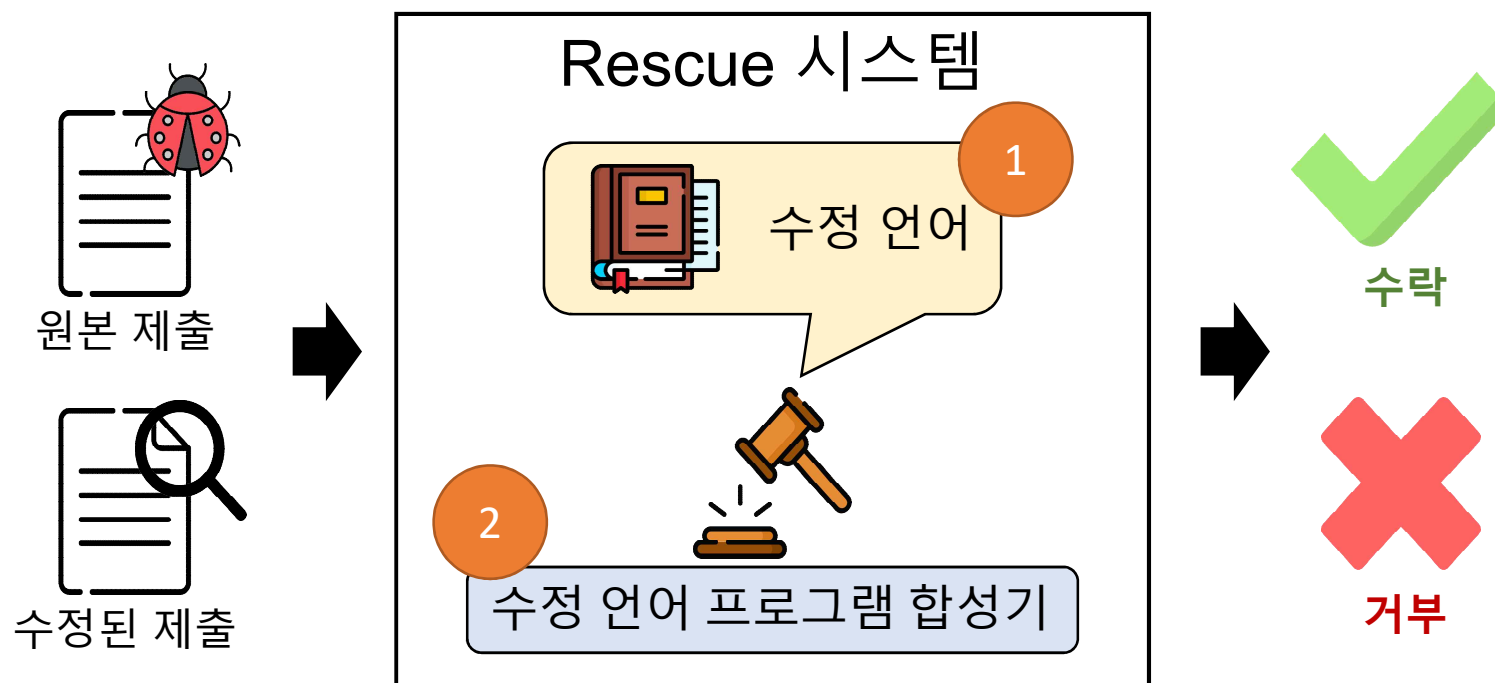 원본 제출
수정된 제출
Rescue 시스템
1
수정 언어
2
수정 언어 프로그램 합성기
수락
거부